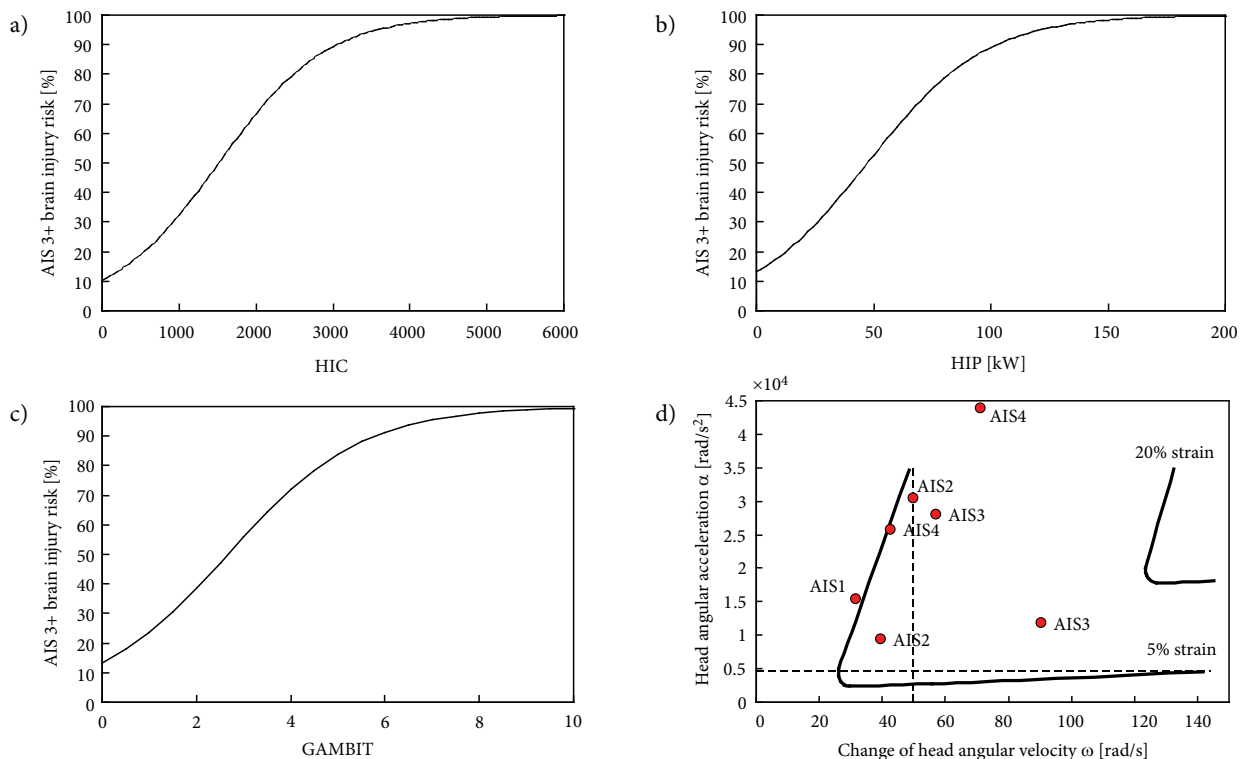 a)
100
90
80
70
60
50
40
30
20
10
0
AIS 3+ brain injury risk [%]
0 1000 2000 3000 4000 5000 6000
HIC
b)
100
90
80
70
60
50
40
30
20
10
0
AIS 3+ brain injury risk [%]
0 50 100 150 200
HIP [kW]
c)
100
90
80
70
60
50
40
30
20
10
0
AIS 3+ brain injury risk [%]
0 2 4 6 8 10
GAMBIT
d)
×10⁴
4.5
4
3.5
3
2.5
2
1.5
1
0.5
0
Head angular acceleration α [rad/s²]
AIS4
20% strain
AIS2
AIS3
AIS4
AIS1
AIS3
AIS2
5% strain
0 20 40 60 80 100 120 140
Change of head angular velocity ω [rad/s]